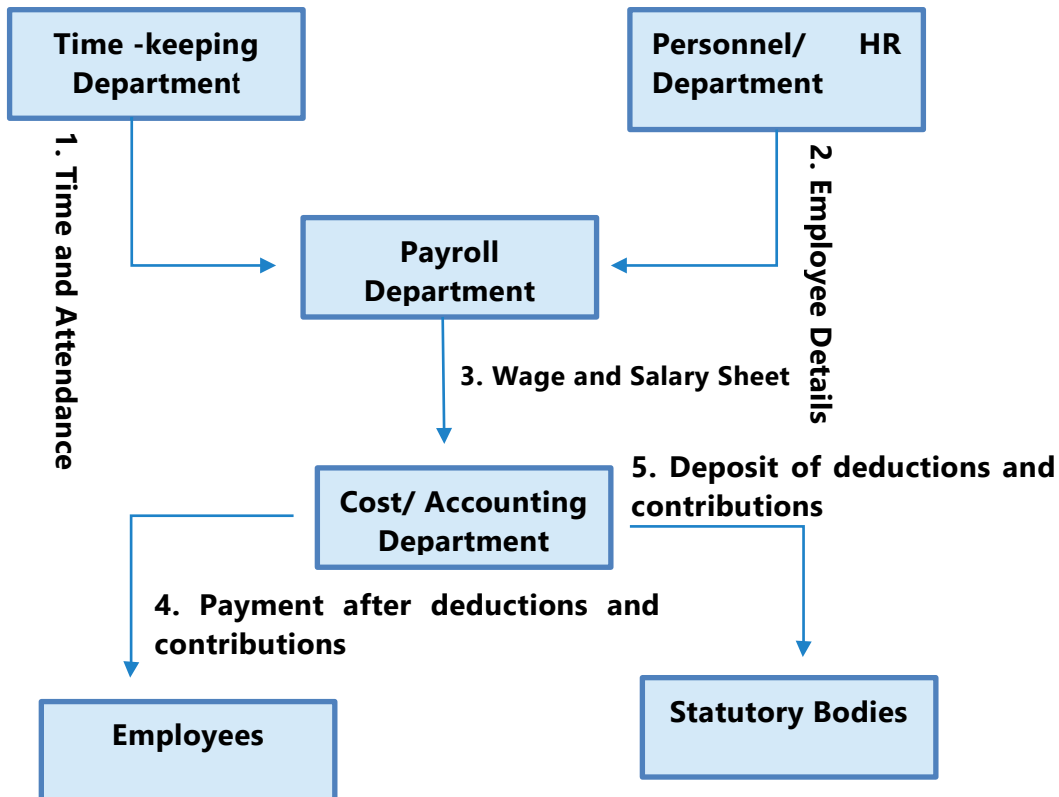 Time -keeping
Department
Personnel/ HR
Department
1. Time and Attendance
2. Employee Details
Payroll
Department
3. Wage and Salary Sheet
Cost/ Accounting
Department
5. Deposit of deductions and
contributions
4. Payment after deductions and
contributions
Employees
Statutory Bodies